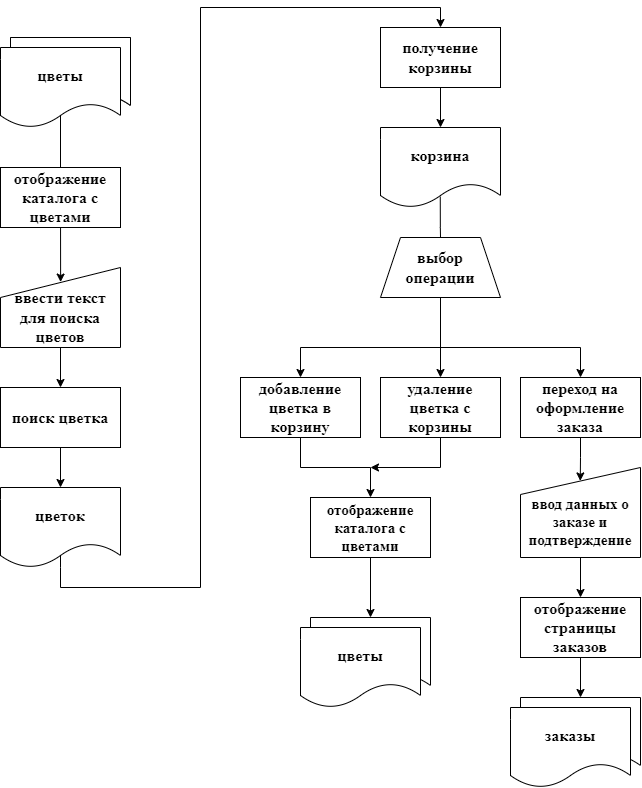 цветы
отображение
каталога с
цветами
ввести текст
для поиска
цветов
поиск цветка
цветок
получение
корзины
корзина
выбор
операции
добавление
цветка в
корзину
удаление
цветка с
корзины
переход на
оформление
заказа
отображение
каталога с
цветами
цветы
ввод данных о
заказе и
подтверждение
отображение
страницы
заказов
заказы